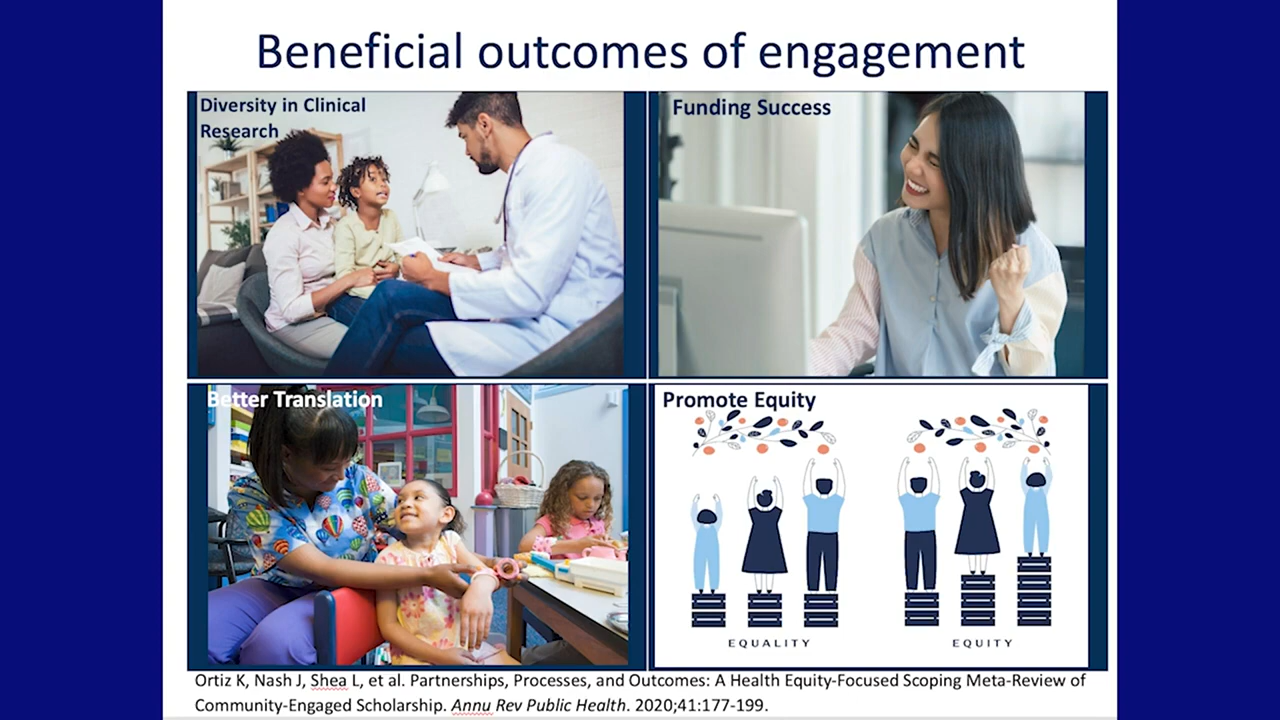 Beneficial outcomes of engagement
Diversity in Clinical
Research
Funding Success
Better Translation
Promote Equity
EQUALITY
EQUITY
Ortiz K, Nash J, Shea L, et al. Partnerships, Processes, and Outcomes: A Health Equity-Focused Scoping Meta-Review of
Community-Engaged Scholarship. Annu Rev Public Health. 2020;41:177-199.